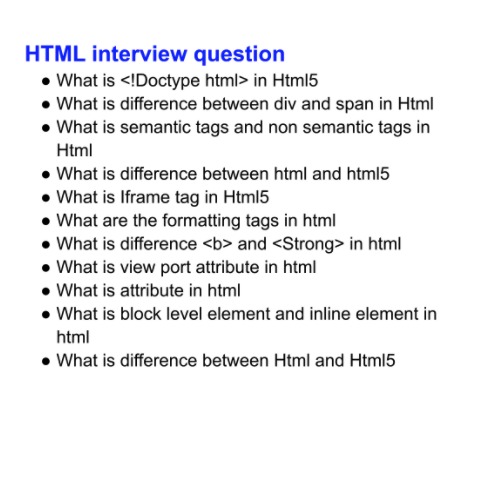 HTML interview question
● What is <!Doctype html> in Html5
● What is difference between div and span in Html
● What is semantic tags and non semantic tags in
Html
● What is difference between html and html5
● What is Iframe tag in Html5
● What are the formatting tags in html
● What is difference <b> and <Strong> in html
● What is view port attribute in html
● What is attribute in html
● What is block level element and inline element in
html
● What is difference between Html and Html5